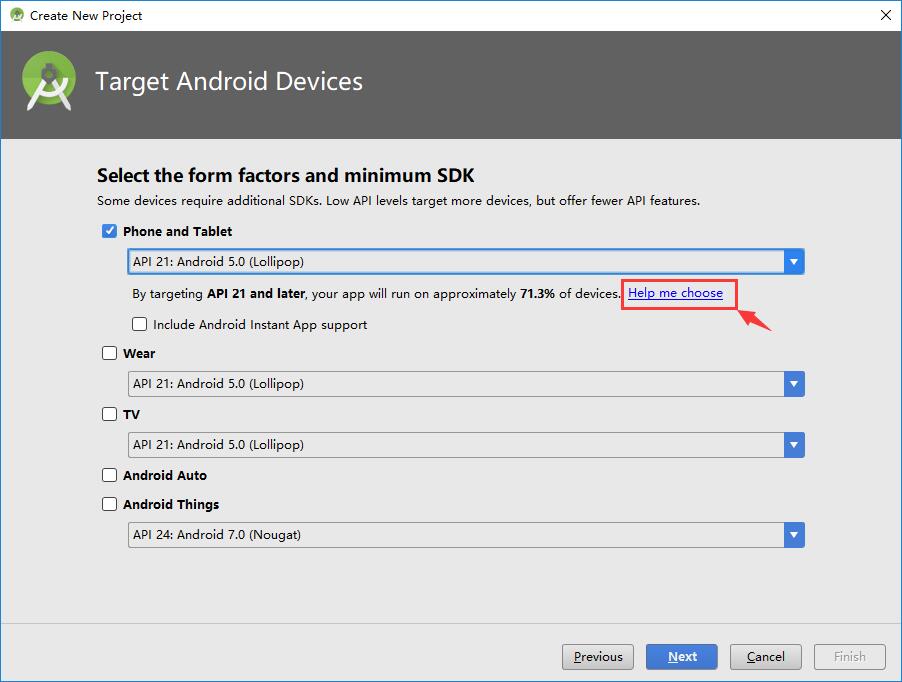 Create New Project
Target Android Devices
Select the form factors and minimum SDK
Some devices require additional SDKs. Low API levels target more devices, but offer fewer API features.
Phone and Tablet
API 21: Android 5.0 (Lollipop)
By targeting API 21 and later, your app will run on approximately 71.3% of devices. Help me choose
Include Android Instant App support
Wear
API 21: Android 5.0 (Lollipop)
TV
API 21: Android 5.0 (Lollipop)
Android Auto
Android Things
API 24: Android 7.0 (Nougat)
Previous Next Cancel Finish